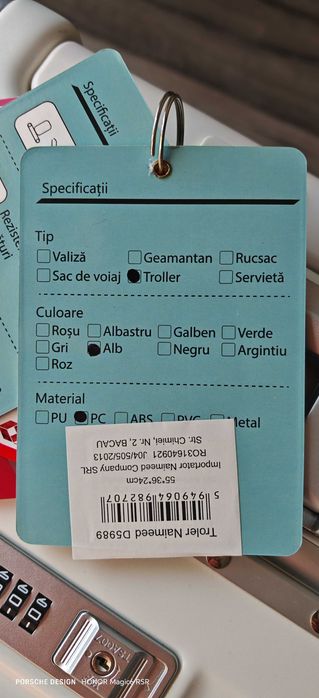 Specificații
Specificații
Tip
Valiză Geamantan Rucsac
Sac de voiaj Troller Servietă
Culoare
Roșu Albastru Galben Verde
Gri Alb Negru Argintiu
Roz
Material
PU PC ABS PVC Metal
Troler Naimeed D5989
5 949064 982707
55*36*24cm
Importator Naimeed Company SRL
RO31640921 J04/505/2013
Str. Chimiei, Nr. 2, BACAU
TSA007
PORSCHE DESIGN HONOR Magic6 RSR